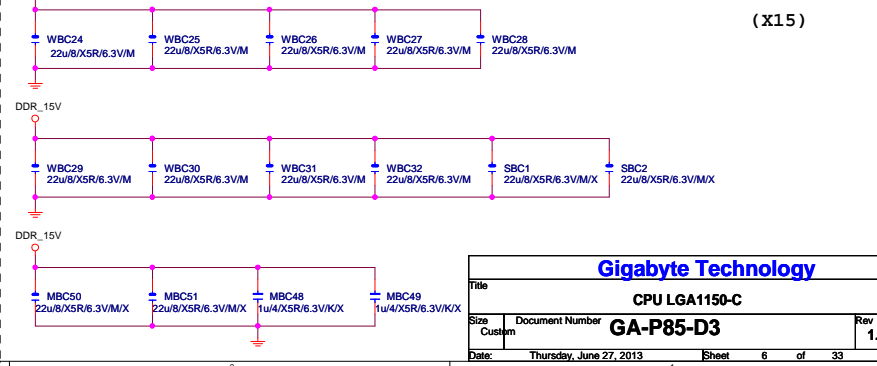 (X15)
WBC24
22u/8/X5R/6.3V/M
WBC25
22u/8/X5R/6.3V/M
WBC26
22u/8/X5R/6.3V/M
WBC27
22u/8/X5R/6.3V/M
WBC28
22u/8/X5R/6.3V/M
DDR_15V
WBC29
22u/8/X5R/6.3V/M
WBC30
22u/8/X5R/6.3V/M
WBC31
22u/8/X5R/6.3V/M
WBC32
22u/8/X5R/6.3V/M
SBC1
22u/8/X5R/6.3V/M/X
SBC2
22u/8/X5R/6.3V/M/X
DDR_15V
MBC50
22u/8/X5R/6.3V/M/X
MBC51
22u/8/X5R/6.3V/M/X
MBC48
1u/4/X5R/6.3V/K/X
MBC49
1u/4/X5R/6.3V/K/X
Gigabyte Technology
Title
CPU LGA1150-C
Size
Custom
Document Number
GA-P85-D3
Rev
1.
Date:
Thursday, June 27, 2013
Sheet 6 of 33